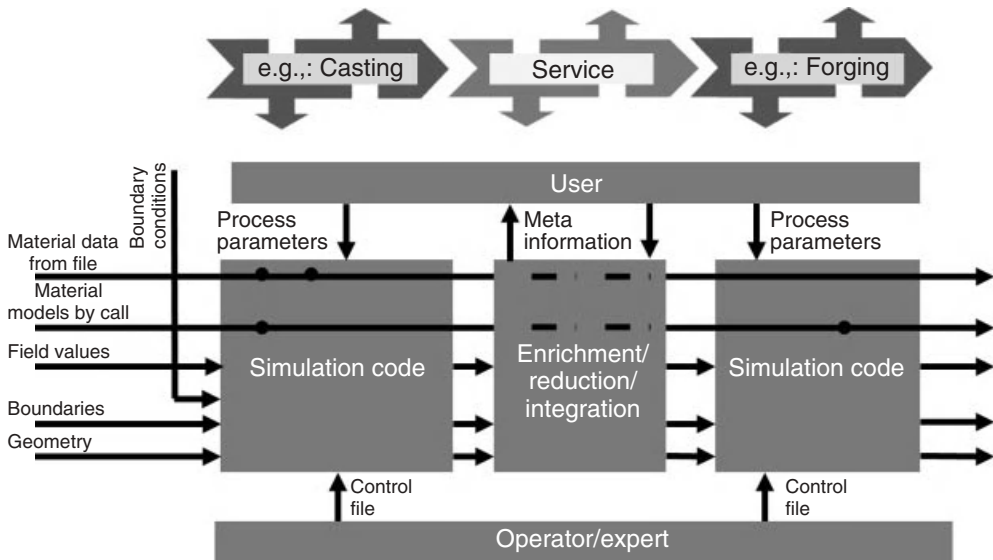 e.g.,: Casting
Service
e.g.,: Forging
Boundary
conditions
User
Process
parameters
Meta
information
Process
parameters
Material data
from file
Material
models by call
Field values
Simulation code
Enrichment/
reduction/
integration
Simulation code
Boundaries
Geometry
Control
file
Control
file
Operator/expert